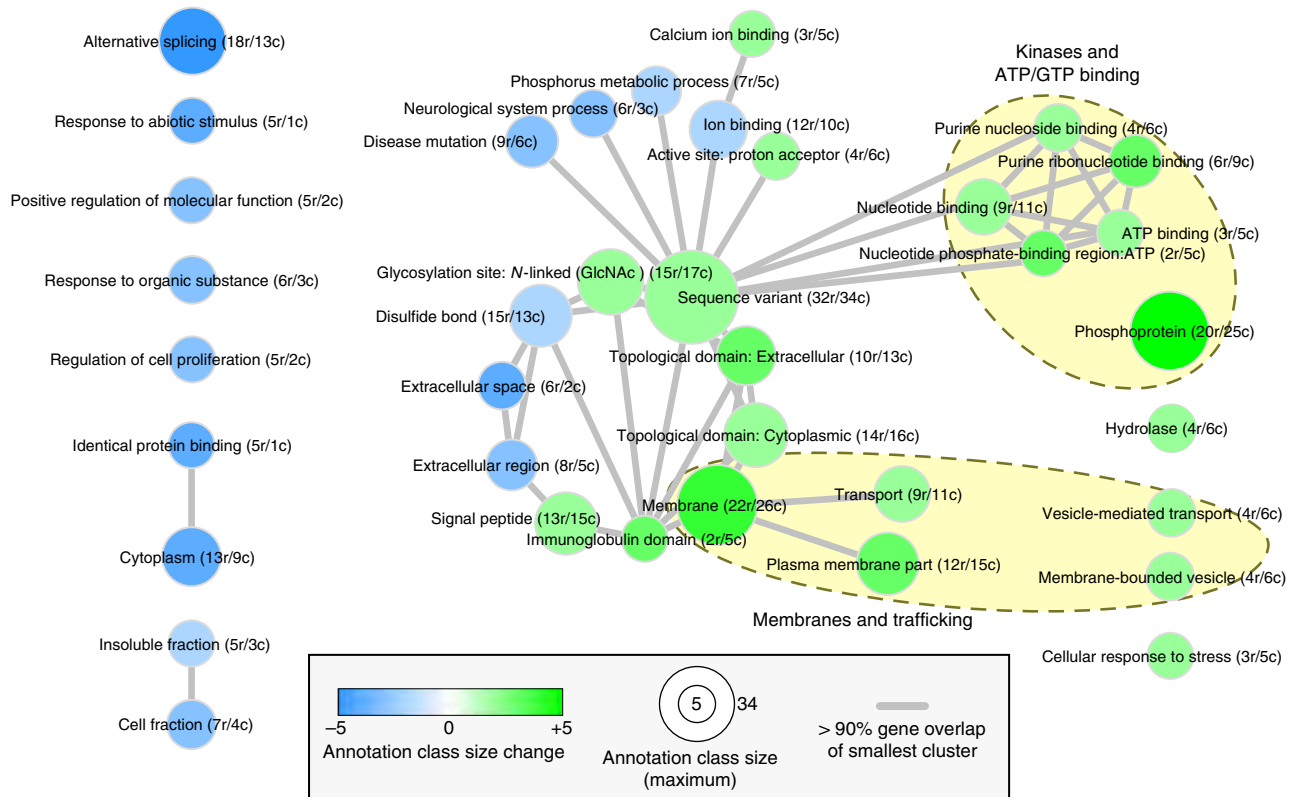 Alternative splicing (18r/13c)
Response to abiotic stimulus (5r/1c)
Positive regulation of molecular function (5r/2c)
Response to organic substance (6r/3c)
Regulation of cell proliferation (5r/2c)
Identical protein binding (5r/1c)
Cytoplasm (13r/9c)
Insoluble fraction (5r/3c)
Cell fraction (7r/4c)
Calcium ion binding (3r/5c)
Phosphorus metabolic process (7r/5c)
Neurological system process (6r/3c)
Ion binding (12r/10c)
Disease mutation (9r/6c)
Active site: proton acceptor (4r/6c)
Glycosylation site: N-linked (GlcNAc ) (15r/17c)
Sequence variant (32r/34c)
Disulfide bond (15r/13c)
Topological domain: Extracellular (10r/13c)
Extracellular space (6r/2c)
Topological domain: Cytoplasmic (14r/16c)
Extracellular region (8r/5c)
Signal peptide (13r/15c)
Immunoglobulin domain (2r/5c)
Kinases and
ATP/GTP binding
Purine nucleoside binding (4r/6c)
Purine ribonucleotide binding (6r/9c)
Nucleotide binding (9r/11c)
ATP binding (3r/5c)
Nucleotide phosphate-binding region:ATP (2r/5c)
Phosphoprotein (20r/25c)
Hydrolase (4r/6c)
Membrane (22r/26c)
Transport (9r/11c)
Vesicle-mediated transport (4r/6c)
Plasma membrane part (12r/15c)
Membrane-bounded vesicle (4r/6c)
Membranes and trafficking
Cellular response to stress (3r/5c)
–5
0
+5
Annotation class size change
5
34
Annotation class size
(maximum)
> 90% gene overlap
of smallest cluster